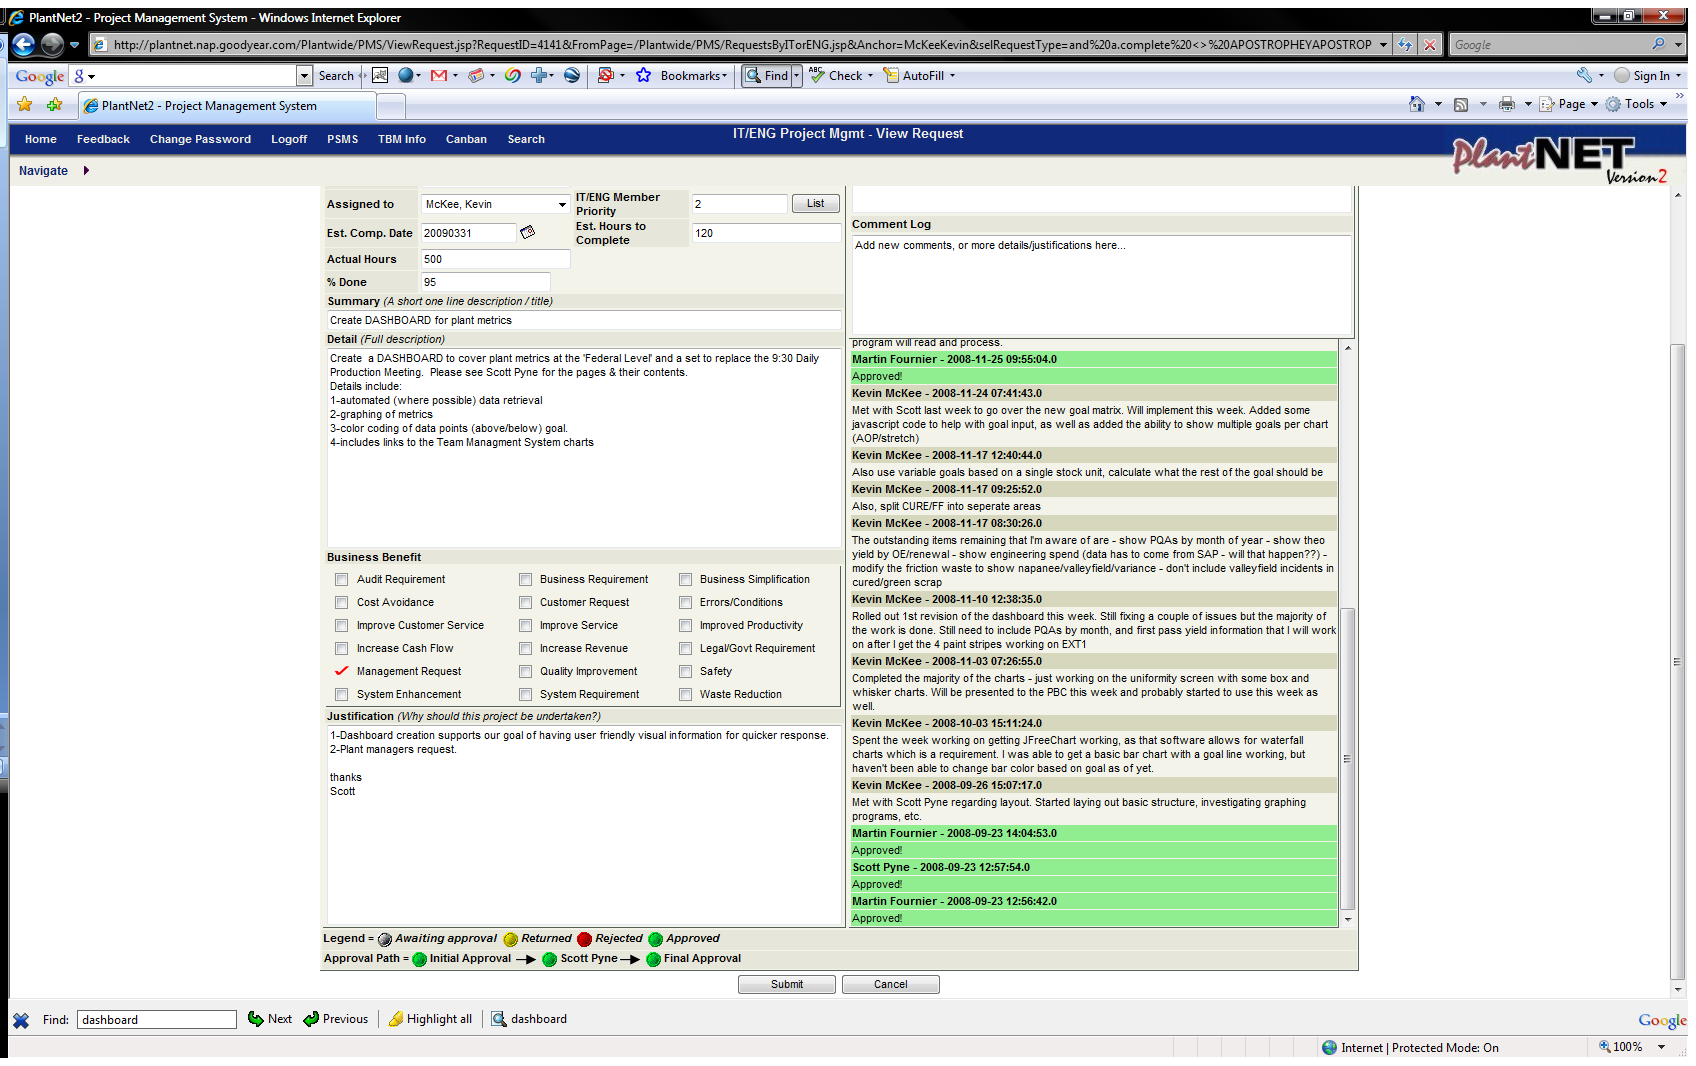 PlantNet2 - Project Management System - Windows Internet Explorer
http://plantnet.nap.goodyear.com/Plantwide/PMS/ViewRequest.jsp?RequestID=4141&FromPage=/Plantwide/PMS/RequestsByITorENG.jsp&Anchor=McKeeKevin&selRequestType=and%20a.complete%20<>%20APOSTROPHEYAPOSTROP
Google
Google
Search
Bookmarks
Find
Check
AutoFill
Sign In
PlantNet2 - Project Management System
Page
Tools
Home Feedback Change Password Logoff PSMS TBM Info Canban Search
IT/ENG Project Mgmt - View Request
PlantNET
Version2
Navigate
Assigned to
McKee, Kevin
IT/ENG Member Priority
2
List
Est. Comp. Date
20090331
Est. Hours to Complete
120
Actual Hours
500
% Done
95
Summary (A short one line description / title)
Create DASHBOARD for plant metrics
Detail (Full description)
Create a DASHBOARD to cover plant metrics at the 'Federal Level' and a set to replace the 9:30 Daily
Production Meeting. Please see Scott Pyne for the pages & their contents.
Details include:
1-automated (where possible) data retrieval
2-graphing of metrics
3-color coding of data points (above/below) goal.
4-includes links to the Team Managment System charts
Business Benefit
Audit Requirement Business Requirement Business Simplification
Cost Avoidance Customer Request Errors/Conditions
Improve Customer Service Improve Service Improved Productivity
Increase Cash Flow Increase Revenue Legal/Govt Requirement
Management Request Quality Improvement Safety
System Enhancement System Requirement Waste Reduction
Justification (Why should this project be undertaken?)
1-Dashboard creation supports our goal of having user friendly visual information for quicker response.
2-Plant managers request.
thanks
Scott
Comment Log
Add new comments, or more details/justifications here...
program will read and process.
Martin Fournier - 2008-11-25 09:55:04.0
Approved!
Kevin McKee - 2008-11-24 07:41:43.0
Met with Scott last week to go over the new goal matrix. Will implement this week. Added some
javascript code to help with goal input, as well as added the ability to show multiple goals per chart
(AOP/stretch)
Kevin McKee - 2008-11-17 12:40:44.0
Also use variable goals based on a single stock unit, calculate what the rest of the goal should be
Kevin McKee - 2008-11-17 09:25:52.0
Also, split CURE/FF into seperate areas
Kevin McKee - 2008-11-17 08:30:26.0
The outstanding items remaining that I'm aware of are - show PQAs by month of year - show theo
yield by OE/renewal - show engineering spend (data has to come from SAP - will that happen??) -
modify the friction waste to show napanee/valleyfield/variance - don't include valleyfield incidents in
cured/green scrap
Kevin McKee - 2008-11-10 12:38:35.0
Rolled out 1st revision of the dashboard this week. Still fixing a couple of issues but the majority of
the work is done. Still need to include PQAs by month, and first pass yield information that I will work
on after I get the 4 paint stripes working on EXT1
Kevin McKee - 2008-11-03 07:26:55.0
Completed the majority of the charts - just working on the uniformity screen with some box and
whisker charts. Will be presented to the PBC this week and probably started to use this week as
well.
Kevin McKee - 2008-10-03 15:11:24.0
Spent the week working on getting JFreeChart working, as that software allows for waterfall
charts which is a requirement. I was able to get a basic bar chart with a goal line working, but
haven't been able to change bar color based on goal as of yet.
Kevin McKee - 2008-09-26 15:07:17.0
Met with Scott Pyne regarding layout. Started laying out basic structure, investigating graphing
programs, etc.
Martin Fournier - 2008-09-23 14:04:53.0
Approved!
Scott Pyne - 2008-09-23 12:57:54.0
Approved!
Martin Fournier - 2008-09-23 12:56:42.0
Approved!
Legend = Awaiting approval Returned Rejected Approved
Approval Path = Initial Approval Scott Pyne Final Approval
Submit Cancel
Find: dashboard Next Previous Highlight all dashboard
Google
Internet | Protected Mode: On
100%